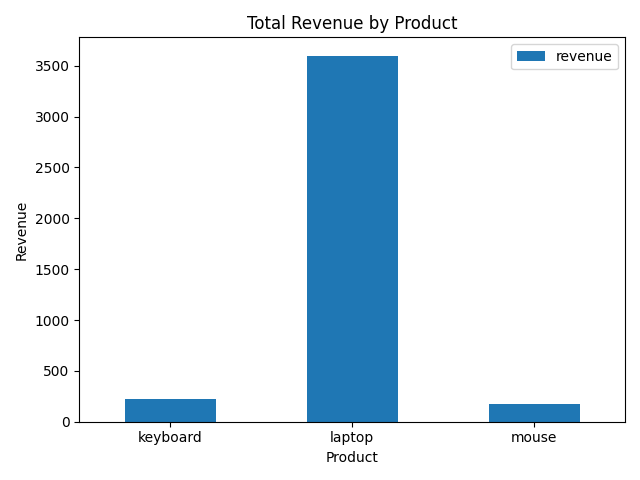 Total Revenue by Product
revenue
3500
3000
2500
2000
1500
1000
500
0
Revenue
keyboard
laptop
mouse
Product